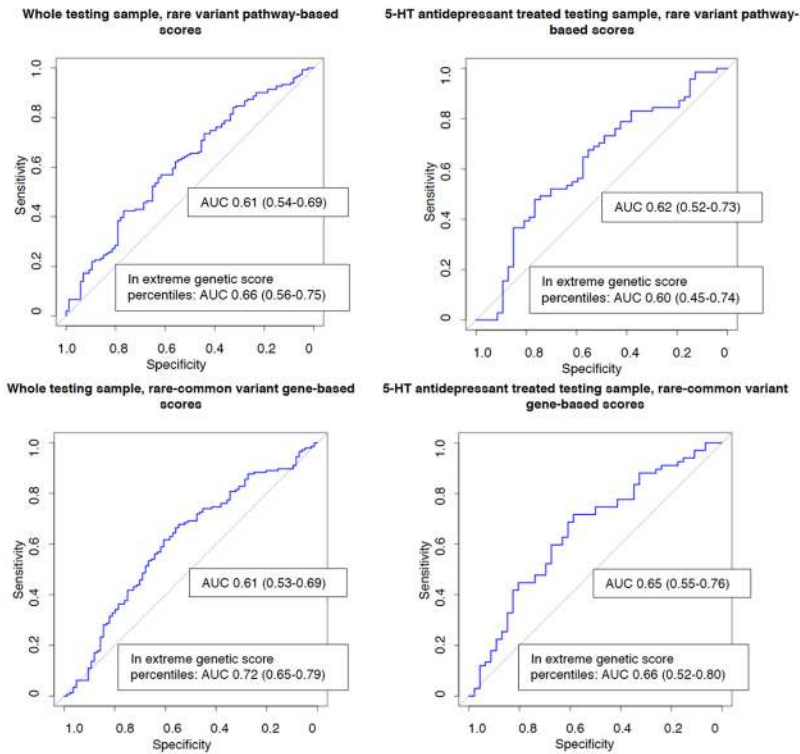 Whole testing sample, rare variant pathway-based
scores
1.0
0.8
0.6
0.4
0.2
0
Sensitivity
AUC 0.61 (0.54-0.69)
In extreme genetic score
percentiles: AUC 0.66 (0.56-0.75)
1.0 0.8 0.6 0.4 0.2 0
Specificity
5-HT antidepressant treated testing sample, rare variant pathway-
based scores
1.0
0.8
0.6
0.4
0.2
0
Sensitivity
AUC 0.62 (0.52-0.73)
In extreme genetic score
percentiles: AUC 0.60 (0.45-0.74)
1.0 0.8 0.6 0.4 0.2 0
Specificity
Whole testing sample, rare-common variant gene-based
scores
1.0
0.8
0.6
0.4
0.2
0
Sensitivity
AUC 0.61 (0.53-0.69)
In extreme genetic score
percentiles: AUC 0.72 (0.65-0.79)
1.0 0.8 0.6 0.4 0.2 0
Specificity
5-HT antidepressant treated testing sample, rare-common variant
gene-based scores
1.0
0.8
0.6
0.4
0.2
0
Sensitivity
AUC 0.65 (0.55-0.76)
In extreme genetic score
percentiles: AUC 0.66 (0.52-0.80)
1.0 0.8 0.6 0.4 0.2 0
Specificity